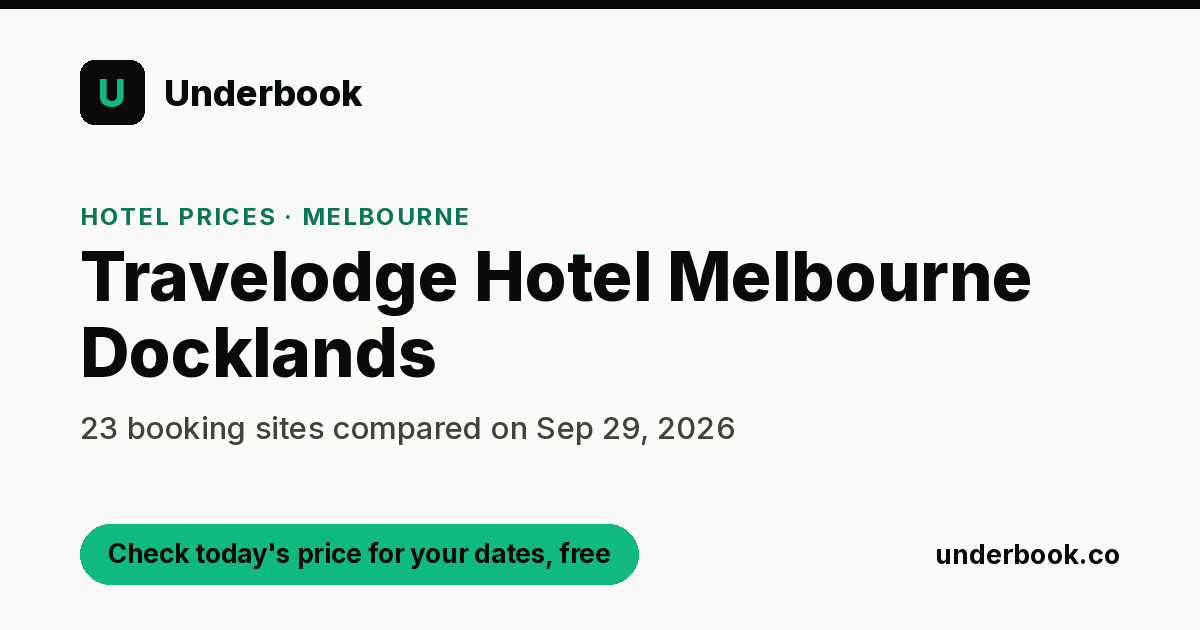 U Underbook
HOTEL PRICES · MELBOURNE
Travelodge Hotel Melbourne
Docklands
23 booking sites compared on Sep 29, 2026
Check today's price for your dates, free
underbook.co